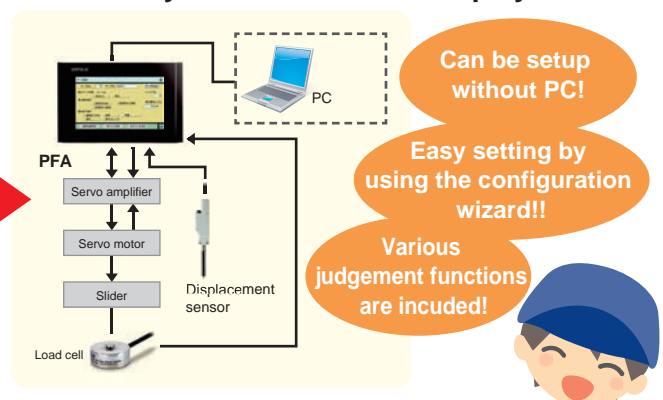 PC
PFA
Servo amplifier
Servo motor
Slider
Displacement
sensor
Load cell
Can be setup
without PC!
Easy setting by
using the configuration
wizard!!
Various
judgement functions
are incuded!